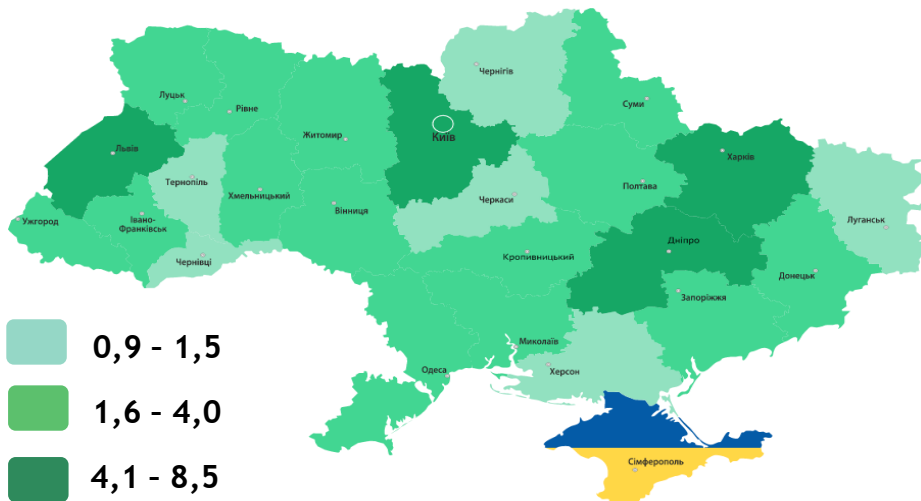 Чернігів
Луцьк
Рівне
Суми
Житомир
Київ
Львів
Харків
Тернопіль
Хмельницький
Черкаси
Полтава
Ужгород
Івано-
Франківськ
Вінниця
Луганськ
Чернівці
Кропивницький
Дніпро
Донецьк
Запоріжжя
Миколаїв
Одеса
Херсон
Сімферополь
0,9 - 1,5
1,6 - 4,0
4,1 - 8,5